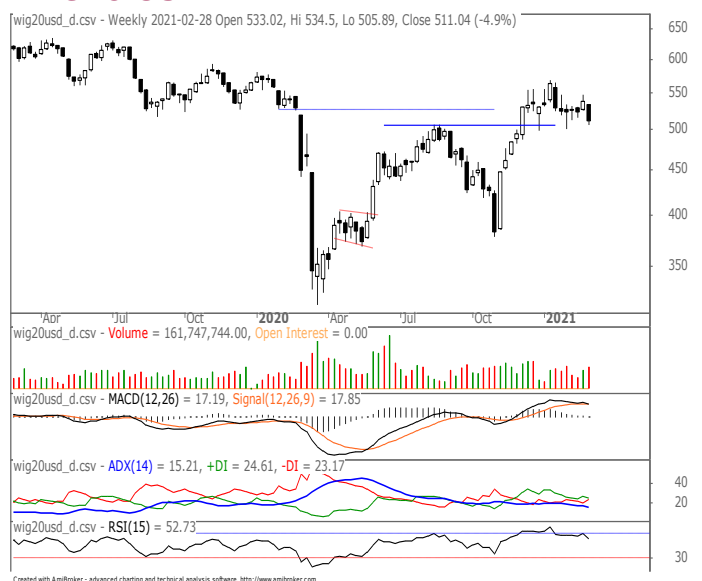 wig20usd_d.csv - Weekly 2021-02-28 Open 533.02, Hi 534.5, Lo 505.89, Close 511.04 (-4.9%)
650
600
550
500
450
400
350
Apr Jul Oct 2020 Apr Jul Oct 2021
wig20usd_d.csv - Volume = 161,747,744.00, Open Interest = 0.00
wig20usd_d.csv - MACD(12,26) = 17.19, Signal(12,26,9) = 17.85
wig20usd_d.csv - ADX(14) = 15.21, +DI = 24.61, -DI = 23.17
40
20
wig20usd_d.csv - RSI(15) = 52.73
30
Created with AmiBroker - advanced charting and technical analysis software. http://www.amibroker.com